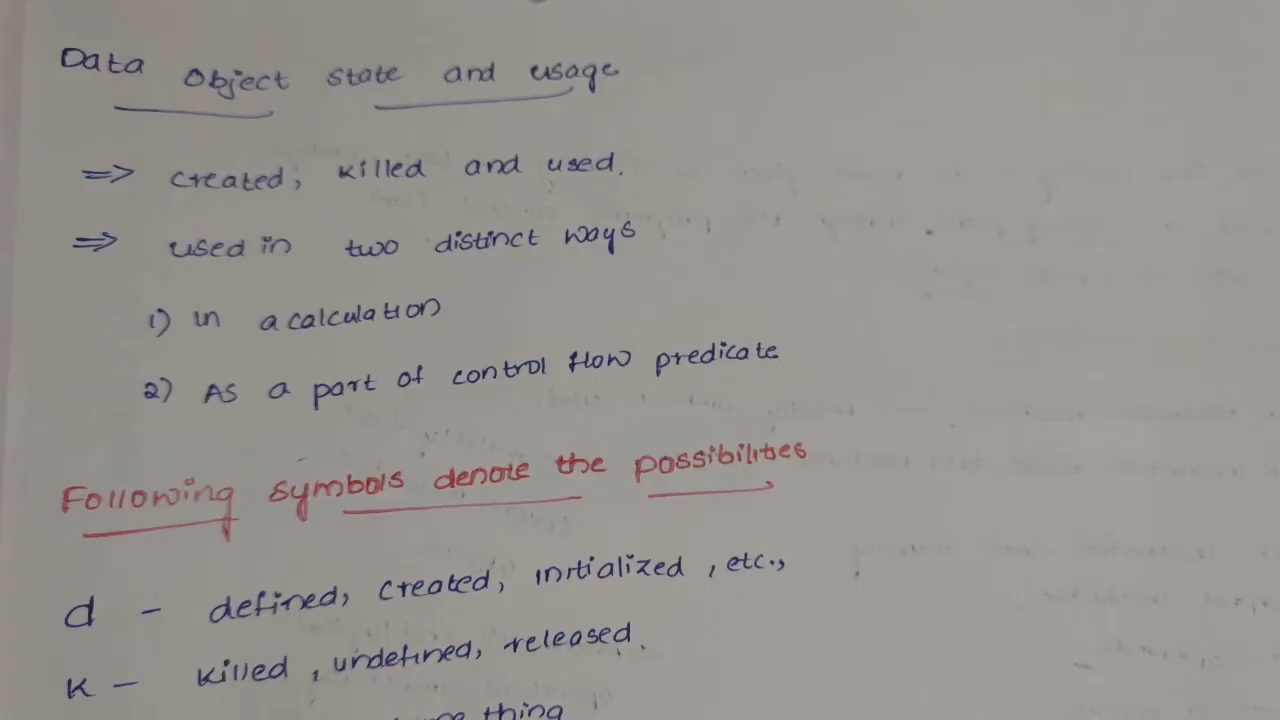 Data Object state and usage
=> created, killed and used.
=> used in two distinct ways
1) in a calculation
2) As a part of control flow predicate
Following symbols denote the possibilities
d - defined, created, initialized, etc.,
K - killed, undefined, released.
thing